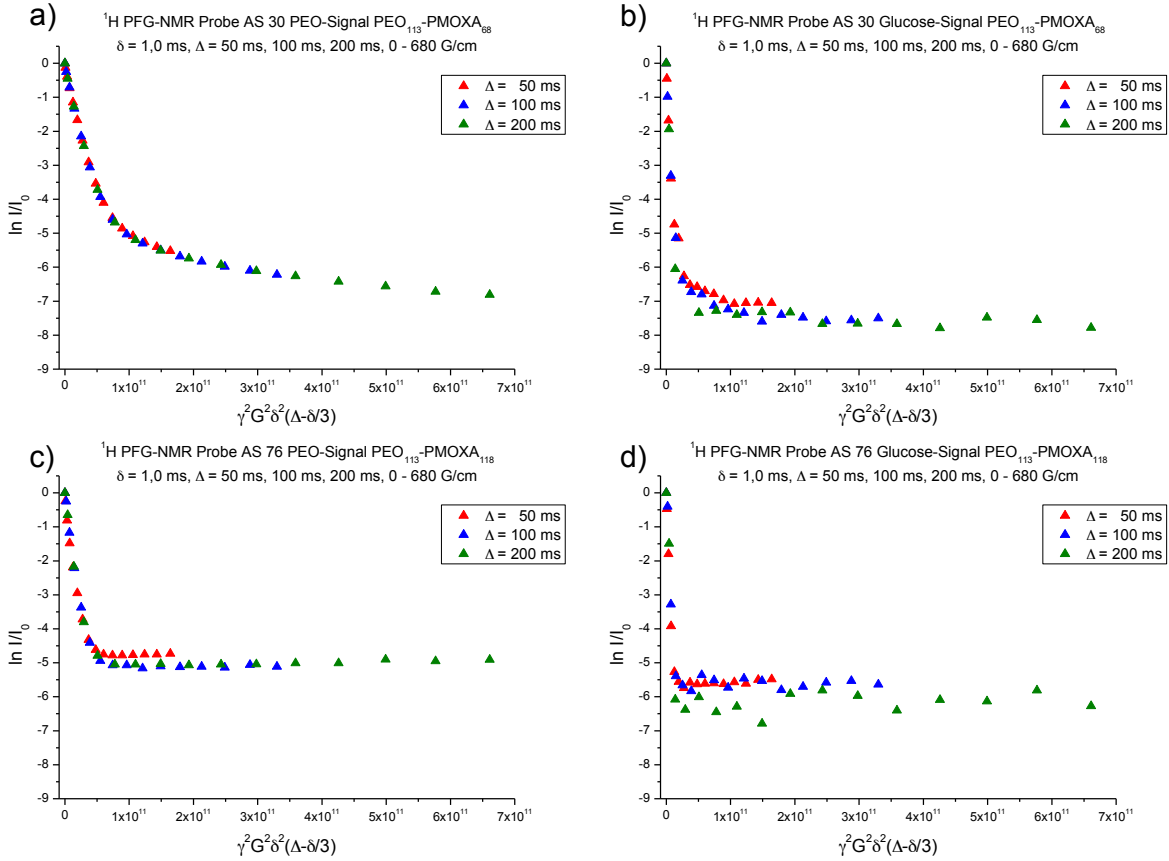 a)
¹H PFG-NMR Probe AS 30 PEO-Signal PEO₁₁₃-PMOXA₆₈
δ = 1,0 ms, Δ = 50 ms, 100 ms, 200 ms, 0 - 680 G/cm
Δ = 50 ms
Δ = 100 ms
Δ = 200 ms
0
-1
-2
-3
-4
-5
-6
-7
-8
-9
ln I/I₀
0 1x10¹¹ 2x10¹¹ 3x10¹¹ 4x10¹¹ 5x10¹¹ 6x10¹¹ 7x10¹¹
γ²G²δ²(Δ-δ/3)
b)
¹H PFG-NMR Probe AS 30 Glucose-Signal PEO₁₁₃-PMOXA₆₈
δ = 1,0 ms, Δ = 50 ms, 100 ms, 200 ms, 0 - 680 G/cm
Δ = 50 ms
Δ = 100 ms
Δ = 200 ms
0
-1
-2
-3
-4
-5
-6
-7
-8
-9
ln I/I₀
0 1x10¹¹ 2x10¹¹ 3x10¹¹ 4x10¹¹ 5x10¹¹ 6x10¹¹ 7x10¹¹
γ²G²δ²(Δ-δ/3)
c)
¹H PFG-NMR Probe AS 76 PEO-Signal PEO₁₁₃-PMOXA₁₁₈
δ = 1,0 ms, Δ = 50 ms, 100 ms, 200 ms, 0 - 680 G/cm
Δ = 50 ms
Δ = 100 ms
Δ = 200 ms
0
-1
-2
-3
-4
-5
-6
-7
-8
-9
ln I/I₀
0 1x10¹¹ 2x10¹¹ 3x10¹¹ 4x10¹¹ 5x10¹¹ 6x10¹¹ 7x10¹¹
γ²G²δ²(Δ-δ/3)
d)
¹H PFG-NMR Probe AS 76 Glucose-Signal PEO₁₁₃-PMOXA₁₁₈
δ = 1,0 ms, Δ = 50 ms, 100 ms, 200 ms, 0 - 680 G/cm
Δ = 50 ms
Δ = 100 ms
Δ = 200 ms
0
-1
-2
-3
-4
-5
-6
-7
-8
-9
ln I/I₀
0 1x10¹¹ 2x10¹¹ 3x10¹¹ 4x10¹¹ 5x10¹¹ 6x10¹¹ 7x10¹¹
γ²G²δ²(Δ-δ/3)